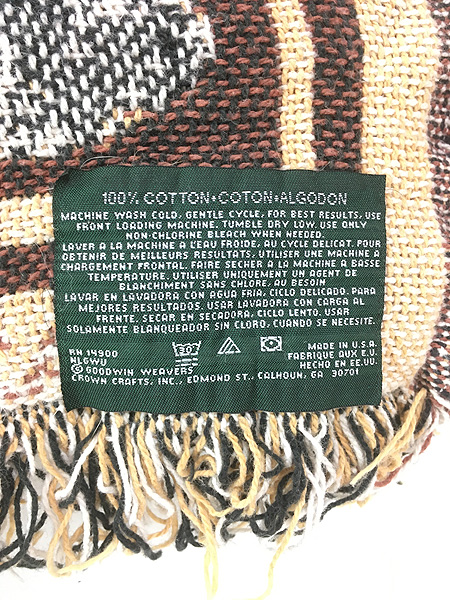 100% COTTON•COTON•ALGODON
MACHINE WASH COLD, GENTLE CYCLE, FOR BEST RESULTS, USE
FRONT LOADING MACHINE. TUMBLE DRY LOW. USE ONLY
NON-CHLORINE BLEACH WHEN NEEDED.
LAVER A LA MACHINE A L'EAU FROIDE, AU CYCLE DELICAT. POUR
OBTENIR DE MEILLEURS RESULTATS, UTILISER UNE MACHINE A
CHARGEMENT FRONTAL. FAIRE SECHER A LA MACHINE A BASSE
TEMPERATURE. UTILISER UNIQUEMENT UN AGENT DE
BLANCHIMENT SANS CHLORE, AU BESOIN
LAVAR EN LAVADORA CON AGUA FRIA, CICLO DELICADO. PARA
MEJORES RESULTADOS, USAR LAVADORA CON CARGA AL
FRENTE. SECAR EN SECADORA, CICLO LENTO. USAR
SOLAMENTE BLANQUEADOR SIN CLORO, CUANDO SE NECESITE.
RN 14900
NLGWU
© GOODWIN WEAVERS
CROWN CRAFTS, INC., EDMOND ST., CALHOUN, GA 30701
MADE IN U.S.A.
FABRIQUE AUX E.U.
HECHO EN EE.UU.